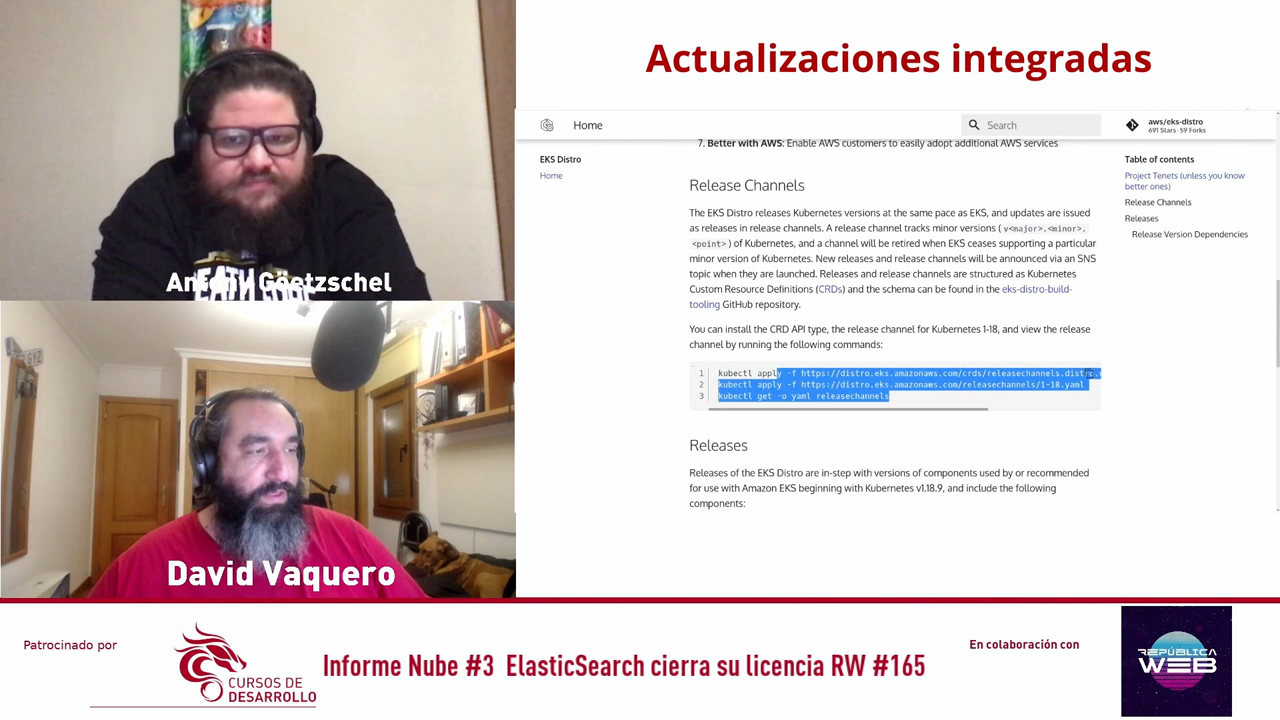 Actualizaciones integradas
Home
Search
aws/eks-distro
691 Stars · 59 Forks
EKS Distro
Home
7. Better with AWS: Enable AWS customers to easily adopt additional AWS services
Release Channels
The EKS Distro releases Kubernetes versions at the same pace as EKS, and updates are issued
as releases in release channels. A release channel tracks minor versions ( v<major>.<minor>.
<point> ) of Kubernetes, and a channel will be retired when EKS ceases supporting a particular
minor version of Kubernetes. New releases and release channels will be announced via an SNS
topic when they are launched. Releases and release channels are structured as Kubernetes
Custom Resource Definitions (CRDs) and the schema can be found in the eks-distro-build-
tooling GitHub repository.
You can install the CRD API type, the release channel for Kubernetes 1-18, and view the release
channel by running the following commands:
1 kubectl apply -f https://distro.eks.amazonaws.com/crds/releasechannels.distro.e
2 kubectl apply -f https://distro.eks.amazonaws.com/releasechannels/1-18.yaml
3 kubectl get -o yaml releasechannels
Releases
Releases of the EKS Distro are in-step with versions of components used by or recommended
for use with Amazon EKS beginning with Kubernetes v1.18.9, and include the following
components:
Table of contents
Project Tenets (unless you know
better ones)
Release Channels
Releases
Release Version Dependencies
Antony Göetzschel
David Vaquero
Patrocinado por
CURSOS DE
DESARROLLO
Informe Nube #3 ElasticSearch cierra su licencia RW #165
En colaboración con
REPÚBLICA
WEB